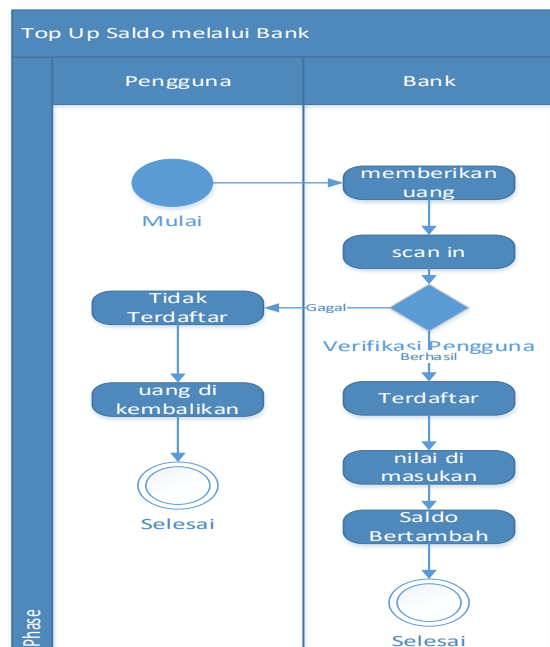 Top Up Saldo melalui Bank
Pengguna
Bank
memberikan
uang
Mulai
scan in
Tidak
Terdaftar
Gagal
Verifikasi Pengguna
Berhasil
uang di
kembalikan
Terdaftar
nilai di
masukan
Selesai
Saldo
Bertambah
Selesai
Phase